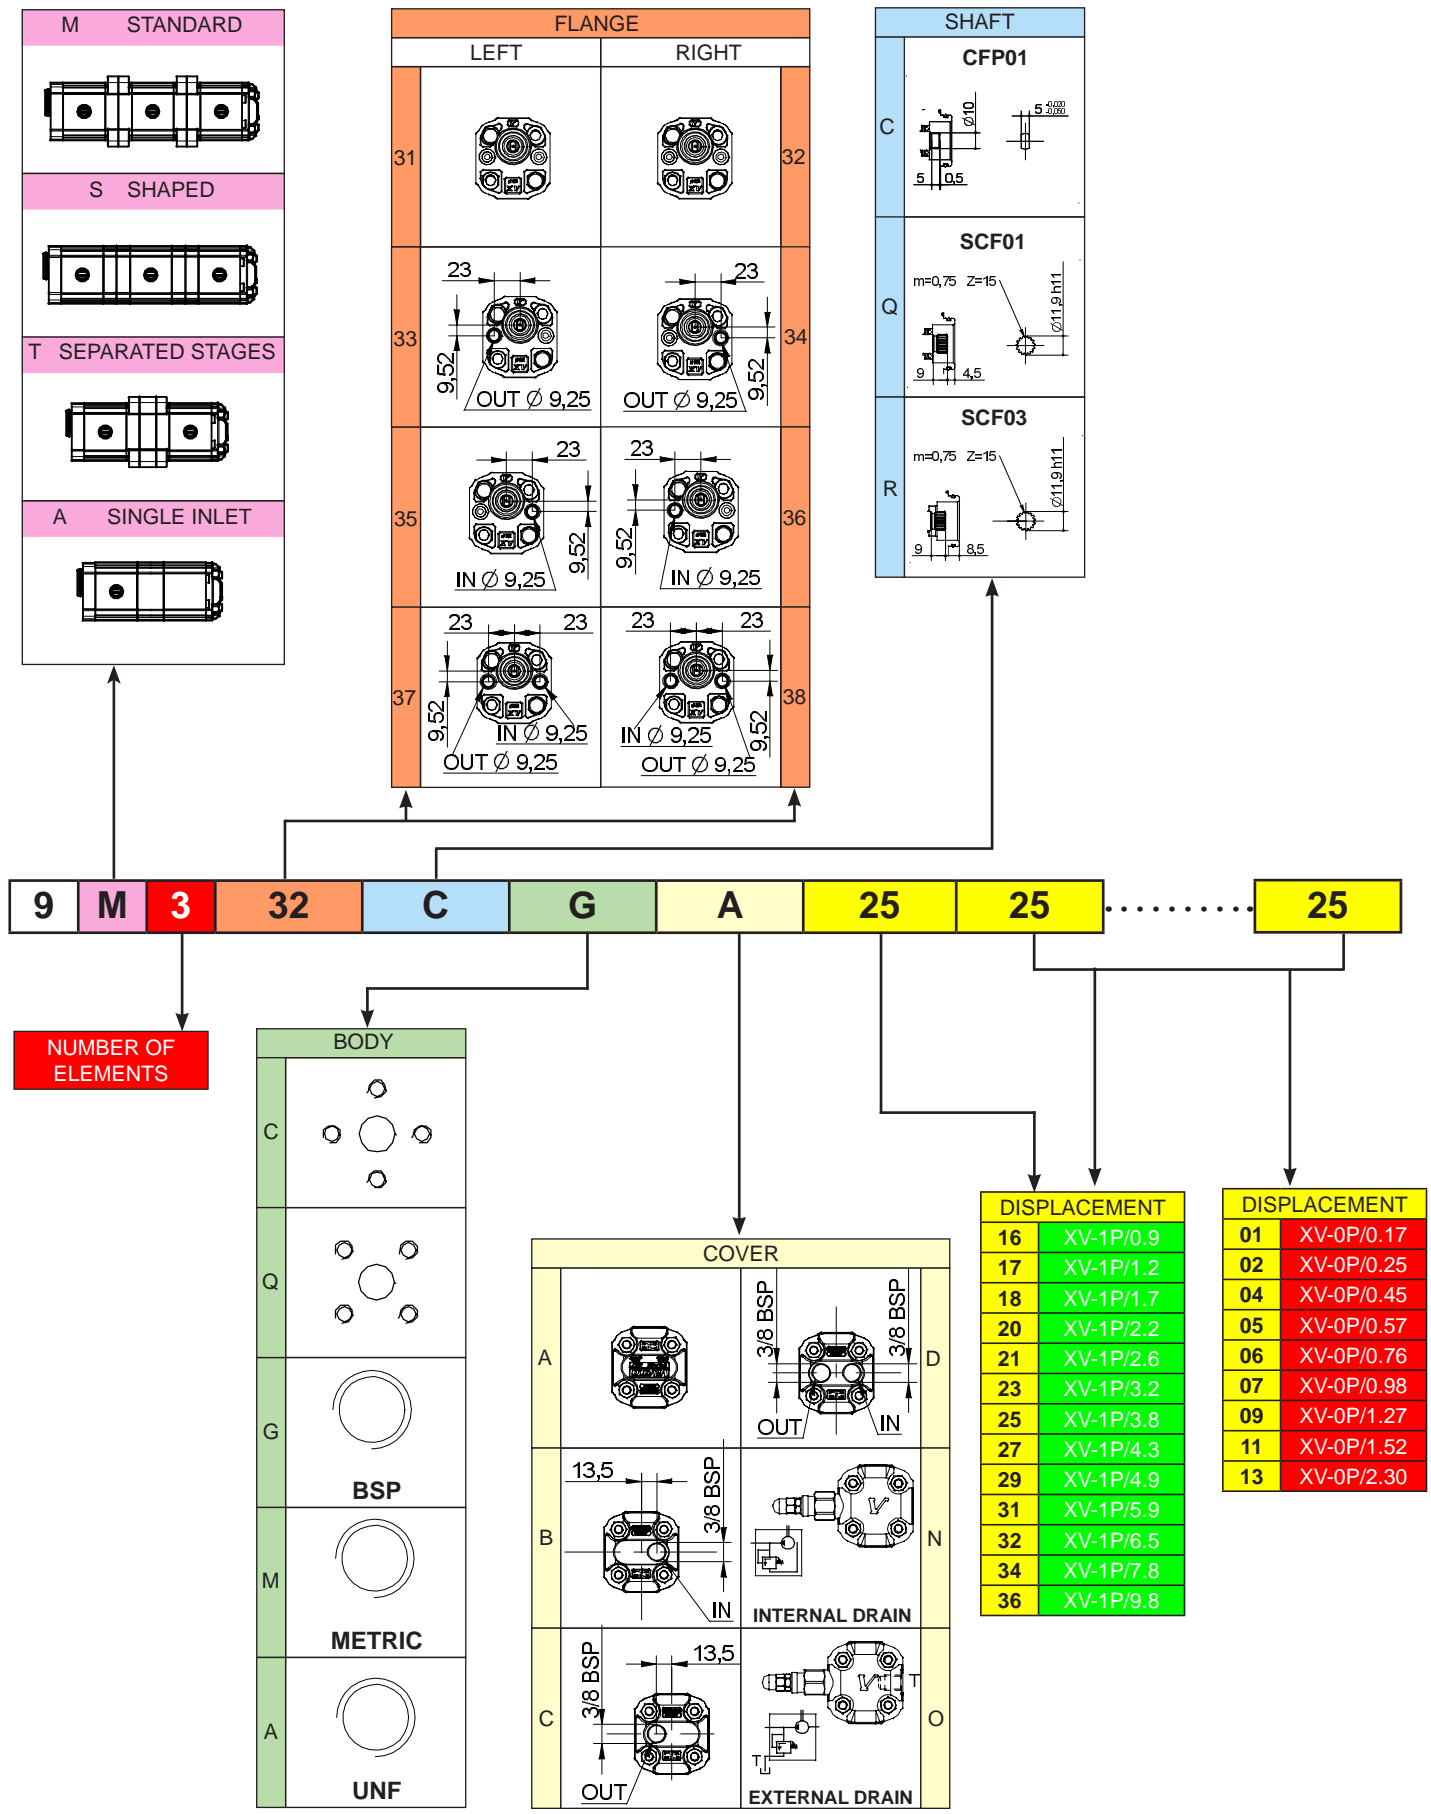 M STANDARD
S SHAPED
T SEPARATED STAGES
A SINGLE INLET
FLANGE
LEFT RIGHT
31 32
33 34
23 23
9,52 9,52
OUT Ø 9,25 OUT Ø 9,25
35 36
23 23
9,52 9,52
IN Ø 9,25 IN Ø 9,25
37 38
23 23 23 23
9,52 9,52
IN Ø 9,25 IN Ø 9,25
OUT Ø 9,25 OUT Ø 9,25
SHAFT
C
CFP01
Ø10
5 -0,020 -0,050
5 0,5
Q
SCF01
m=0,75 Z=15
Ø11,9 h11
9 4,5
R
SCF03
m=0,75 Z=15
Ø11,9 h11
9 8,5
9 M 3 32 C G A 25 25 ......... 25
NUMBER OF
ELEMENTS
BODY
C
Q
G
BSP
M
METRIC
A
UNF
COVER
A D
3/8 BSP 3/8 BSP
OUT IN
B N
13,5
3/8 BSP
IN
INTERNAL DRAIN
C O
13,5
3/8 BSP
OUT
T
T
EXTERNAL DRAIN
DISPLACEMENT
16 XV-1P/0.9
17 XV-1P/1.2
18 XV-1P/1.7
20 XV-1P/2.2
21 XV-1P/2.6
23 XV-1P/3.2
25 XV-1P/3.8
27 XV-1P/4.3
29 XV-1P/4.9
31 XV-1P/5.9
32 XV-1P/6.5
34 XV-1P/7.8
36 XV-1P/9.8
DISPLACEMENT
01 XV-0P/0.17
02 XV-0P/0.25
04 XV-0P/0.45
05 XV-0P/0.57
06 XV-0P/0.76
07 XV-0P/0.98
09 XV-0P/1.27
11 XV-0P/1.52
13 XV-0P/2.30